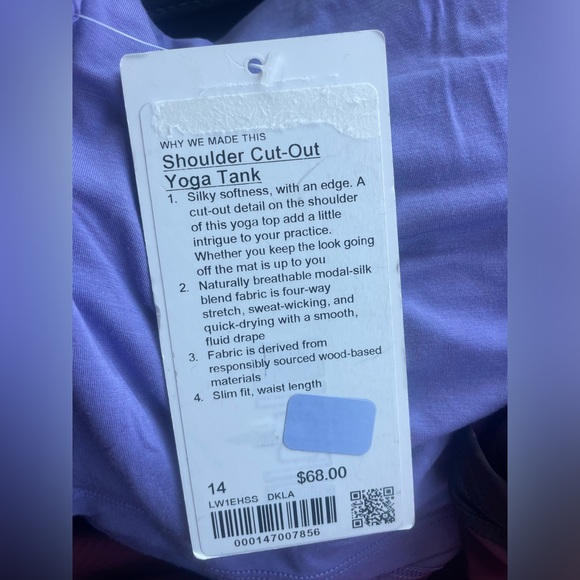 WHY WE MADE THIS
Shoulder Cut-Out
Yoga Tank
1. Silky softness, with an edge. A
cut-out detail on the shoulder
of this yoga top add a little
intrigue to your practice.
Whether you keep the look going
off the mat is up to you
2. Naturally breathable modal-silk
blend fabric is four-way
stretch, sweat-wicking, and
quick-drying with a smooth,
fluid drape
3. Fabric is derived from
responsibly sourced wood-based
materials
4. Slim fit, waist length
14 $68.00
LW1EHSS DKLA
000147007856